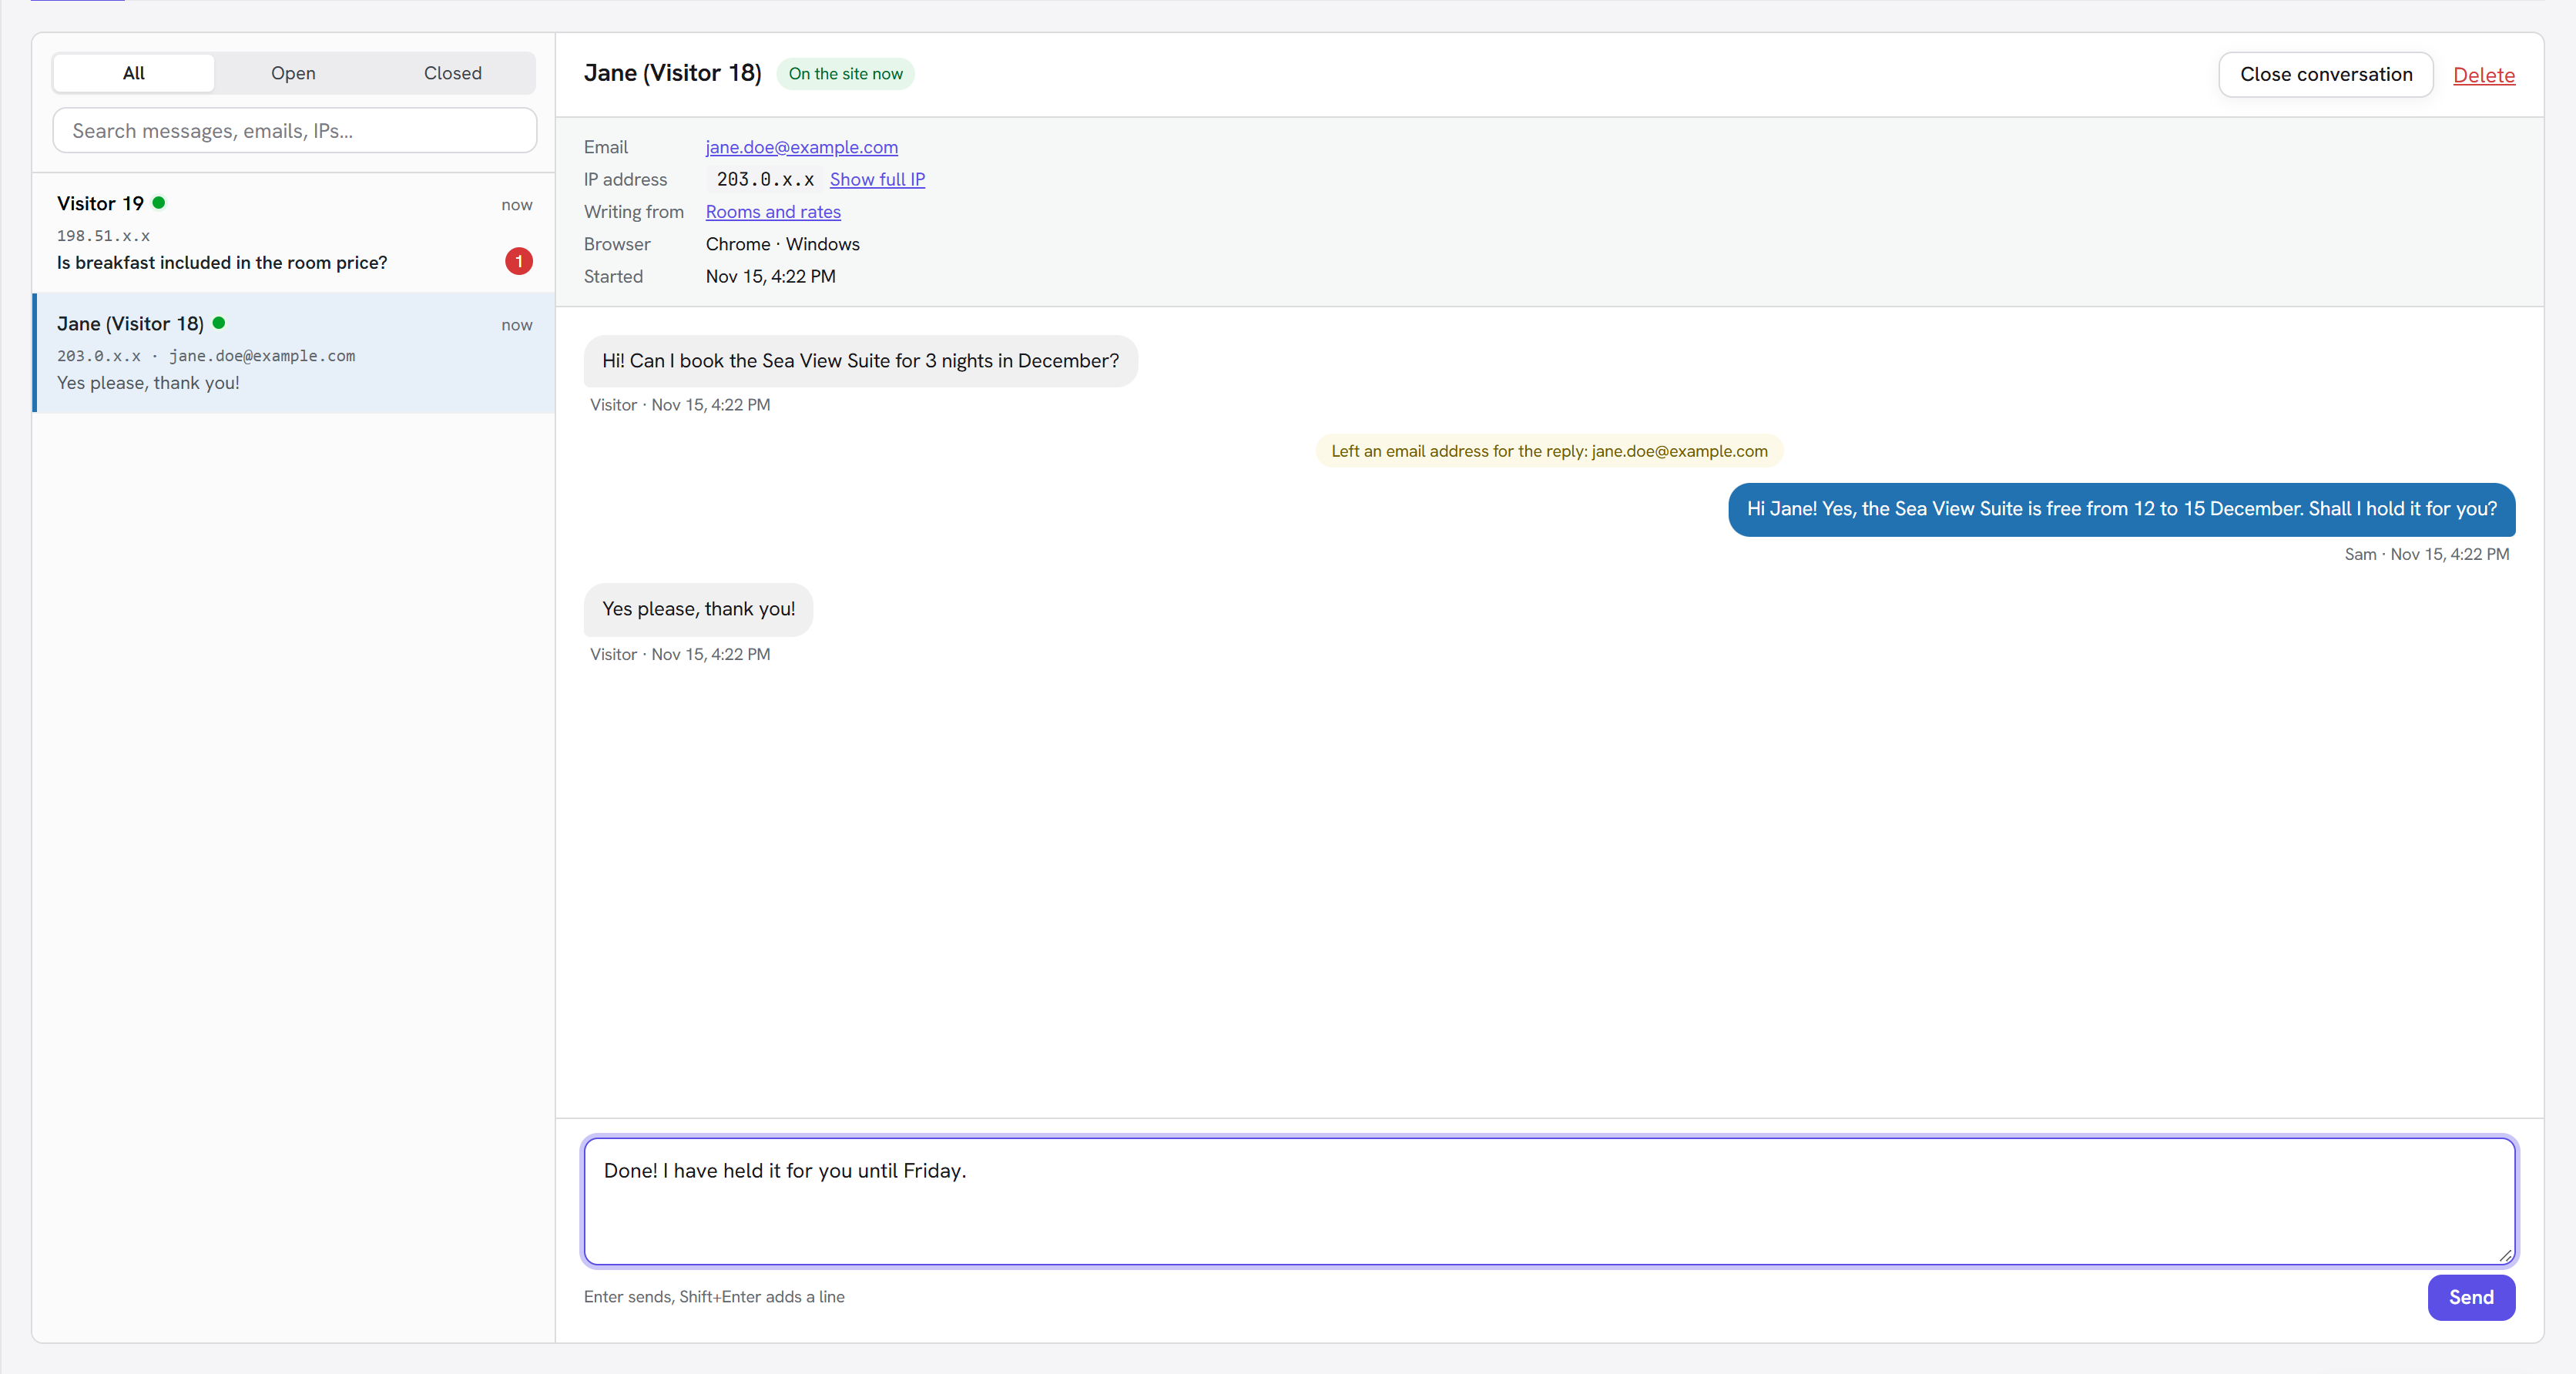 All
Open
Closed
Search messages, emails, IPs...
Visitor 19
now
198.51.x.x
Is breakfast included in the room price?
1
Jane (Visitor 18)
now
203.0.x.x · jane.doe@example.com
Yes please, thank you!
Jane (Visitor 18)
On the site now
Close conversation
Delete
Email jane.doe@example.com
IP address 203.0.x.x Show full IP
Writing from Rooms and rates
Browser Chrome · Windows
Started Nov 15, 4:22 PM
Hi! Can I book the Sea View Suite for 3 nights in December?
Visitor · Nov 15, 4:22 PM
Left an email address for the reply: jane.doe@example.com
Hi Jane! Yes, the Sea View Suite is free from 12 to 15 December. Shall I hold it for you?
Sam · Nov 15, 4:22 PM
Yes please, thank you!
Visitor · Nov 15, 4:22 PM
Done! I have held it for you until Friday.
Enter sends, Shift+Enter adds a line
Send